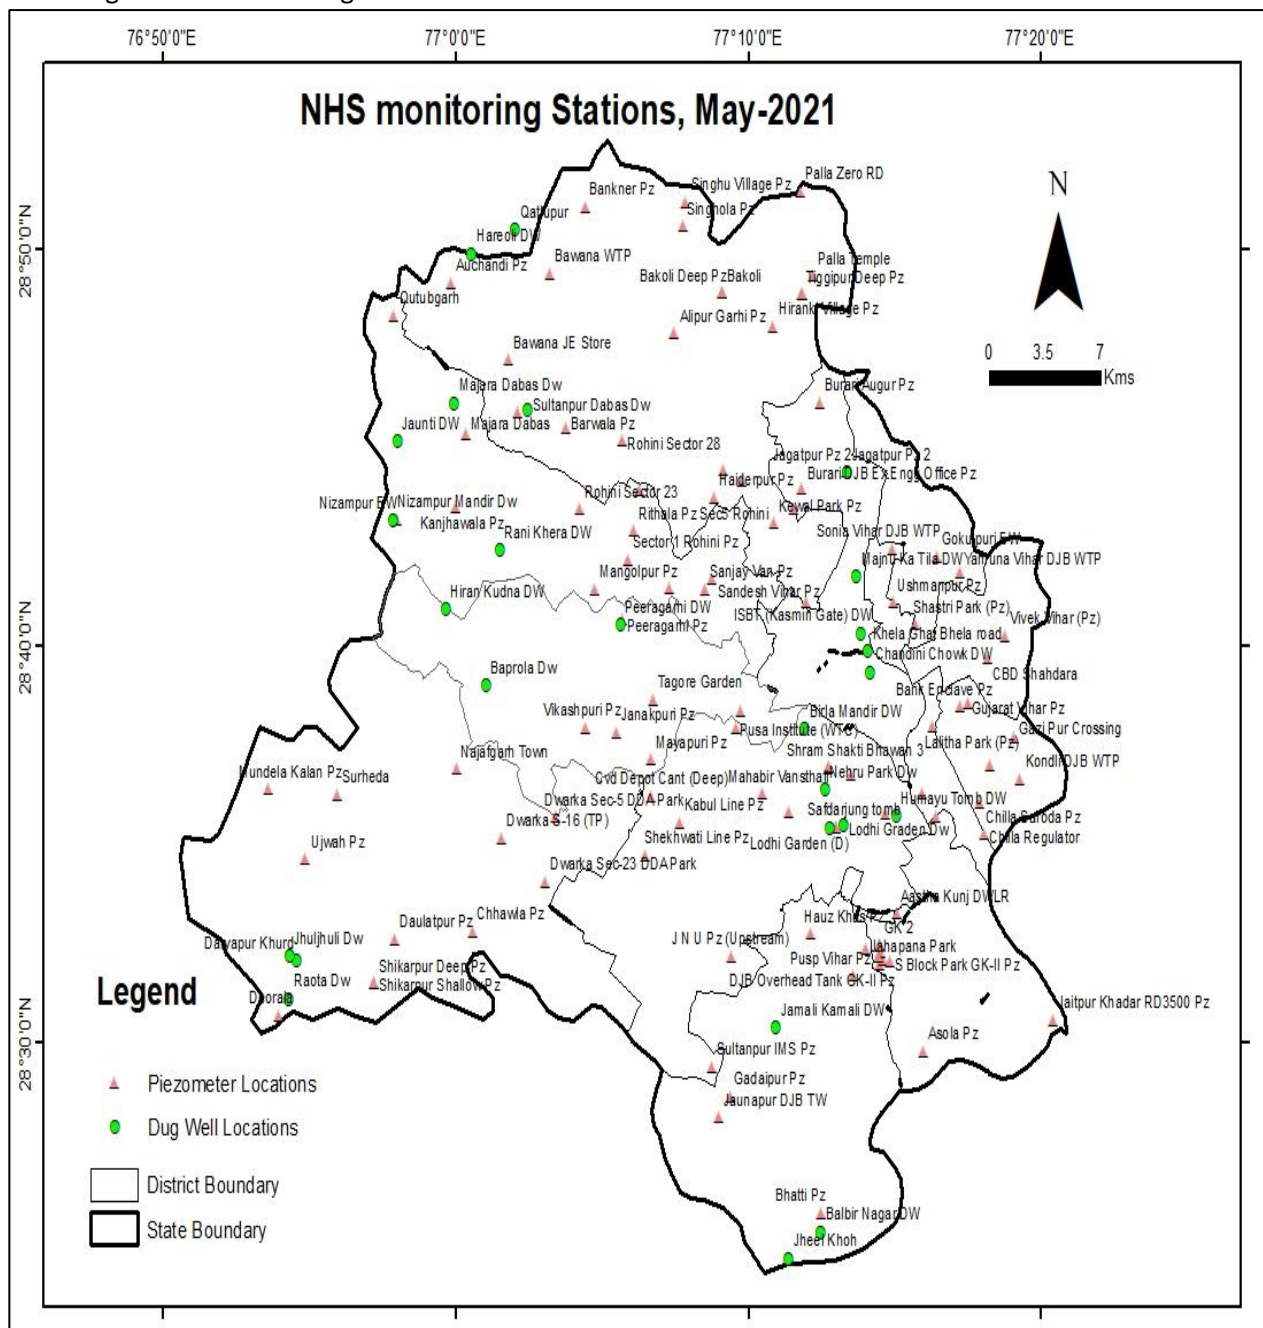 76°50'0"E
77°0'0"E
77°10'0"E
77°20'0"E
NHS monitoring Stations, May-2021
N
0 3.5 7
Kms
28°50'0"N
28°40'0"N
28°30'0"N
Palla Zero RD
Singhu Village Pz
Bankner Pz
Singhola Pz
Qatlupur
Hareoli DW
Bawana WTP
Auchandi Pz
Palla Temple
Bakoli Deep Pz Bakoli
Tiggipur Deep Pz
Qutubgarh
Alipur Garhi Pz
Hiranki Village Pz
Bawana JE Store
Majara Dabas Dw
Burari Augur Pz
Sultanpur Dabas Dw
Jaunti DW
Majara Dabas
Barwala Pz
Rohini Sector 28
Jagatpur Pz 2 Jagatpur Pz 2
Haiderpur Pz
Burari DJB Ex Engg Office Pz
Rohini Sector 23
Nizampur Mandir Dw
Kewal Park Pz
Kanjhawala Pz
Rithala Pz Sec5 Rohini
Rani Khera DW
Sonia Vihar DJB WTP
Sector 1 Rohini Pz
Majnu Ka Tila DW Yamuna Vihar DJB WTP
Mangolpur Pz
Sanjay Van Pz
Hiran Kudna DW
Sandesh Vihar Pz
Ushmanpur Pz
Peeragarhi DW
ISBT (Kasmiri Gate) DW
Shastri Park (Pz)
Vivek Vihar (Pz)
Peeragarhi Pz
Khela Ghat Bhela road
Chandini Chowk DW
Baprola Dw
CBD Shahdara
Tagore Garden
Bank Enclave Pz
Vikashpuri Pz
Janakpuri Pz
Birla Mandir DW
Gujarat Vihar Pz
Pusa Institute (WTC)
Gazi Pur Crossing
Mayapuri Pz
Lalitha Park (Pz)
Najafgarh Town
Shram Shakti Bhawan 3
Kondli DJB WTP
Mundela Kalan Pz
Surheda
Cvd Depot Cant (Deep)
Mahabir Vansthali
Nehru Park Dw
Dwarka Sec-5 DDA Park
Kabul Line Pz
Humayu Tomb DW
Safdarjung tomb
Chilla Saroda Pz
Dwarka S-16 (TP)
Lodhi Graden Dw
Ujwah Pz
Shekhwati Line Pz
Lodhi Garden (D)
Chilla Regulator
Dwarka Sec-23 DDA Park
Aastha Kunj DWLR
Chhawla Pz
Hauz Khas Pz
Daulatpur Pz
GK 2
Daryapur Khurd
Jhuljhuli Dw
J N U Pz (Upstream)
Jahapana Park
Pusp Vihar Pz
S Block Park GK-II Pz
Shikarpur Deep Pz
Raota Dw
Shikarpur Shallow Pz
DJB Overhead Tank GK-II Pz
Deorala
Jamali Kamali DW
Jaitpur Khadar RD3500 Pz
Asola Pz
Sultanpur IMS Pz
Gadaipur Pz
Jaunapur DJB TW
Bhatti Pz
Balbir Nagar DW
Jheel Khoh
Legend
Piezometer Locations
Dug Well Locations
District Boundary
State Boundary